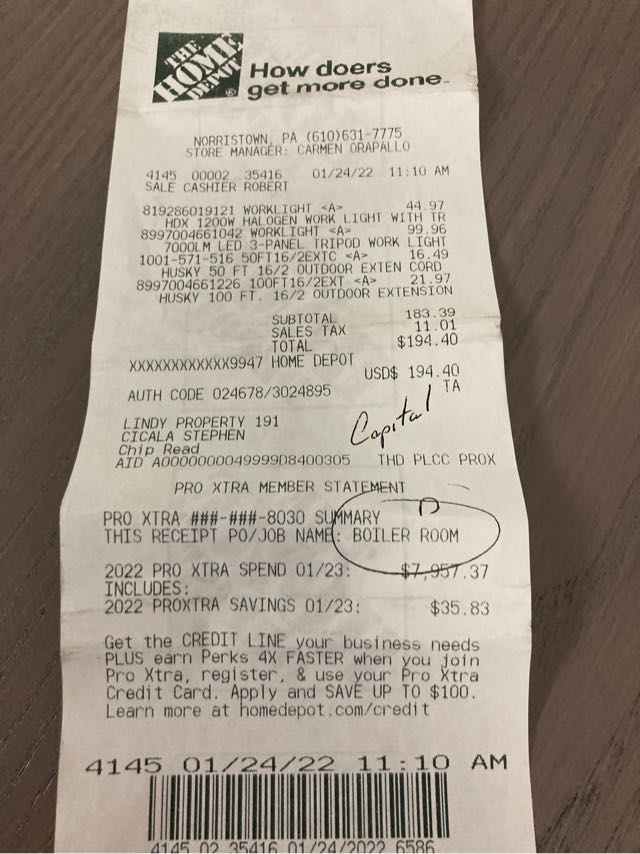 THE
HOME
DEPOT
How doers
get more done™
NORRISTOWN, PA (610)631-7775
STORE MANAGER: CARMEN ORAPALLO
4145 00002 35416 01/24/22 11:10 AM
SALE CASHIER ROBERT
819286019121 WORKLIGHT <A> 44.97
HDX 1200W HALOGEN WORK LIGHT WITH TR
8997004661042 WORKLIGHT <A> 99.96
7000LM LED 3-PANEL TRIPOD WORK LIGHT
1001-571-516 50FT16/2EXTC <A> 16.49
HUSKY 50 FT 16/2 OUTDOOR EXTEN CORD
8997004661226 100FT16/2EXT <A> 21.97
HUSKY 100 FT. 16/2 OUTDOOR EXTENSION
SUBTOTAL 183.39
SALES TAX 11.01
TOTAL $194.40
XXXXXXXXXXXX9947 HOME DEPOT
USD$ 194.40
AUTH CODE 024678/3024895 TA
Capital
LINDY PROPERTY 191
CICALA STEPHEN
Chip Read
AID A0000000049999D8400305 THD PLCC PROX
PRO XTRA MEMBER STATEMENT
PRO XTRA ###-###-8030 SUMMARY
THIS RECEIPT PO/JOB NAME: BOILER ROOM
2022 PRO XTRA SPEND 01/23: $7,957.37
INCLUDES:
2022 PROXTRA SAVINGS 01/23: $35.83
Get the CREDIT LINE your business needs
PLUS earn Perks 4X FASTER when you join
Pro Xtra, register, & use your Pro Xtra
Credit Card. Apply and SAVE UP TO $100.
Learn more at homedepot.com/credit
4145 01/24/22 11:10 AM
4145 02 35416 01/24/2022 6586